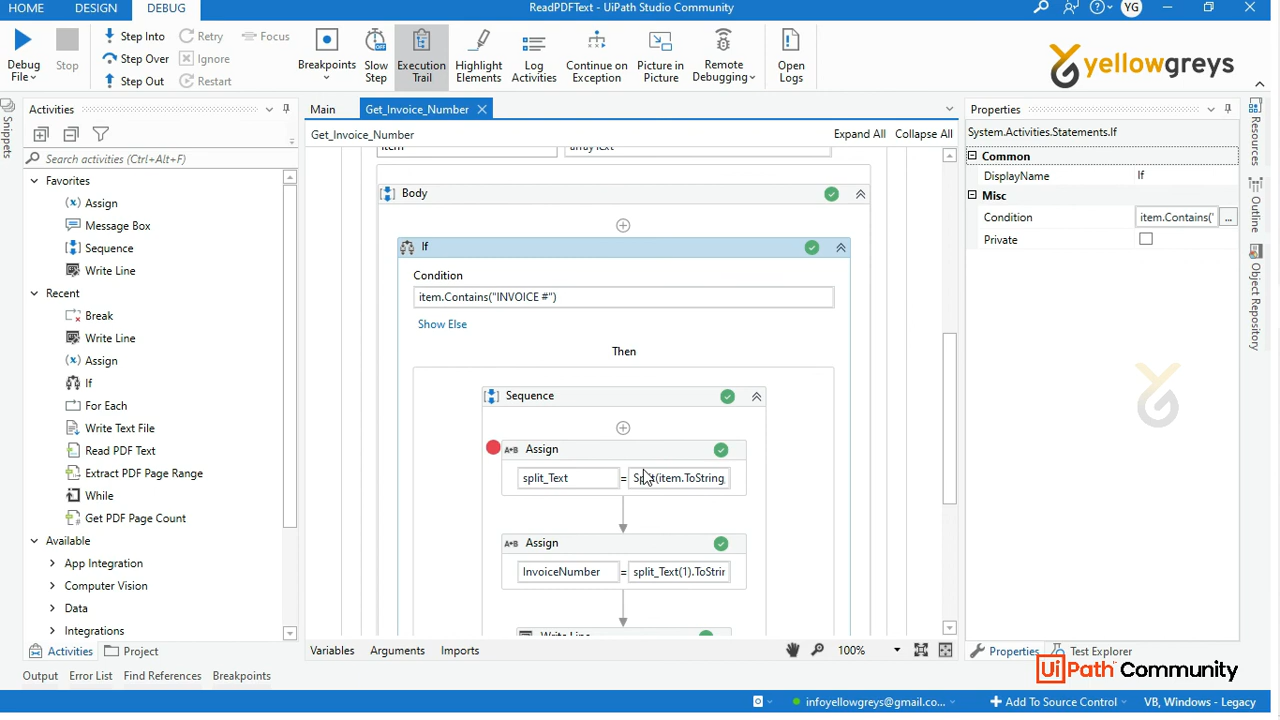 HOME DESIGN DEBUG ReadPDFText - UiPath Studio Community YG
Debug File Stop Step Into Step Over Step Out Retry Ignore Restart Focus Breakpoints Slow Step Execution Trail Highlight Elements Log Activities Continue on Exception Picture in Picture Remote Debugging Open Logs
yellowgreys
Snippets
Activities
Search activities (Ctrl+Alt+F)
Favorites
Assign
Message Box
Sequence
Write Line
Recent
Break
Write Line
Assign
If
For Each
Write Text File
Read PDF Text
Extract PDF Page Range
While
Get PDF Page Count
Available
App Integration
Computer Vision
Data
Integrations
Activities Project
Main Get_Invoice_Number
Get_Invoice_Number Expand All Collapse All
item arrayText
Body
If
Condition
item.Contains("INVOICE #")
Show Else
Then
Sequence
A+B Assign
split_Text = Split(item.ToString
A+B Assign
InvoiceNumber = split_Text(1).ToStrir
Write Line
Variables Arguments Imports 100%
Properties
System.Activities.Statements.If
Common
DisplayName If
Misc
Condition item.Contains(' ...
Private
Properties Test Explorer
Resources
Outline
Object Repository
UiPath Community
Output Error List Find References Breakpoints
infoyellowgreys@gmail.co... Add To Source Control VB, Windows - Legacy